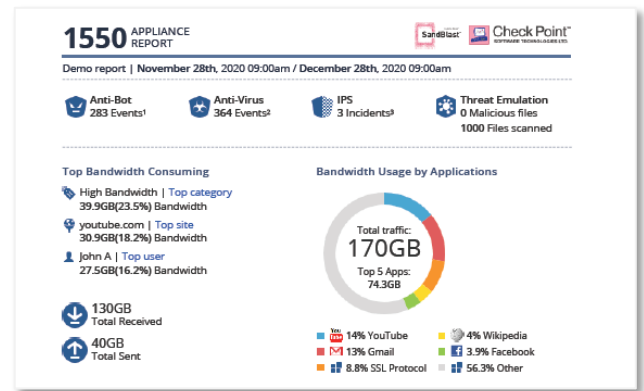 1550 APPLIANCE REPORT
SandBlast
Check Point
SOFTWARE TECHNOLOGIES LTD.
Demo report | November 28th, 2020 09:00am / December 28th, 2020 09:00am
Anti-Bot
283 Events¹
Anti-Virus
364 Events²
IPS
3 Incidents³
Threat Emulation
0 Malicious files
1000 Files scanned
Top Bandwidth Consuming
High Bandwidth | Top category
39.9GB(23.5%) Bandwidth
youtube.com | Top site
30.9GB(18.2%) Bandwidth
John A | Top user
27.5GB(16.2%) Bandwidth
130GB
Total Received
40GB
Total Sent
Bandwidth Usage by Applications
Total traffic:
170GB
Top 5 Apps:
74.3GB
You Tube 14% YouTube
13% Gmail
8.8% SSL Protocol
4% Wikipedia
3.9% Facebook
56.3% Other